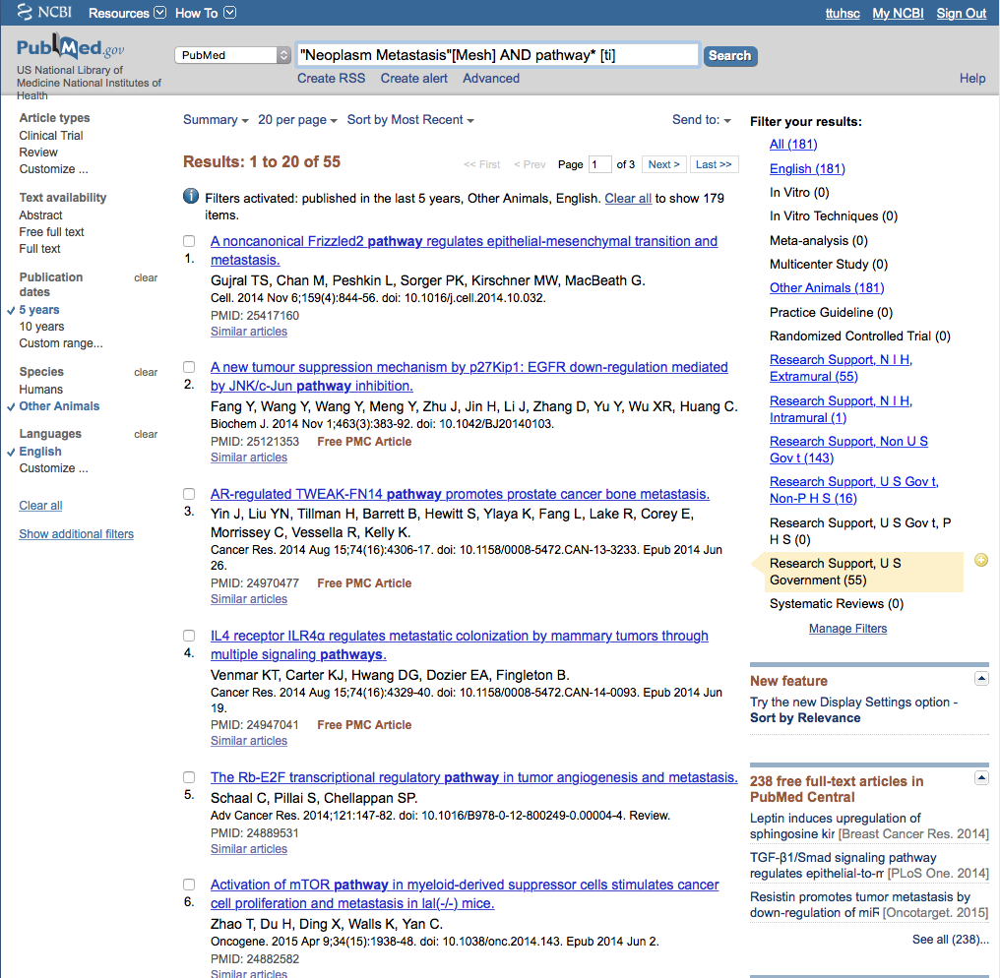 NCBI Resources How To ttuhsc My NCBI Sign Out
PubMed.gov
US National Library of
Medicine National Institutes of
Health
PubMed "Neoplasm Metastasis"[Mesh] AND pathway* [ti] Search
Create RSS Create alert Advanced Help
Article types
Clinical Trial
Review
Customize ...
Text availability
Abstract
Free full text
Full text
Publication clear
dates
5 years
10 years
Custom range...
Species clear
Humans
Other Animals
Languages clear
English
Customize ...
Clear all
Show additional filters
Summary 20 per page Sort by Most Recent Send to:
Results: 1 to 20 of 55 << First < Prev Page 1 of 3 Next > Last >>
Filters activated: published in the last 5 years, Other Animals, English. Clear all to show 179
items.
A noncanonical Frizzled2 pathway regulates epithelial-mesenchymal transition and
1. metastasis.
Gujral TS, Chan M, Peshkin L, Sorger PK, Kirschner MW, MacBeath G.
Cell. 2014 Nov 6;159(4):844-56. doi: 10.1016/j.cell.2014.10.032.
PMID: 25417160
Similar articles
A new tumour suppression mechanism by p27Kip1: EGFR down-regulation mediated
2. by JNK/c-Jun pathway inhibition.
Fang Y, Wang Y, Wang Y, Meng Y, Zhu J, Jin H, Li J, Zhang D, Yu Y, Wu XR, Huang C.
Biochem J. 2014 Nov 1;463(3):383-92. doi: 10.1042/BJ20140103.
PMID: 25121353 Free PMC Article
Similar articles
AR-regulated TWEAK-FN14 pathway promotes prostate cancer bone metastasis.
3. Yin J, Liu YN, Tillman H, Barrett B, Hewitt S, Ylaya K, Fang L, Lake R, Corey E,
Morrissey C, Vessella R, Kelly K.
Cancer Res. 2014 Aug 15;74(16):4306-17. doi: 10.1158/0008-5472.CAN-13-3233. Epub 2014 Jun
26.
PMID: 24970477 Free PMC Article
Similar articles
IL4 receptor ILR4α regulates metastatic colonization by mammary tumors through
4. multiple signaling pathways.
Venmar KT, Carter KJ, Hwang DG, Dozier EA, Fingleton B.
Cancer Res. 2014 Aug 15;74(16):4329-40. doi: 10.1158/0008-5472.CAN-14-0093. Epub 2014 Jun
19.
PMID: 24947041 Free PMC Article
Similar articles
The Rb-E2F transcriptional regulatory pathway in tumor angiogenesis and metastasis.
5. Schaal C, Pillai S, Chellappan SP.
Adv Cancer Res. 2014;121:147-82. doi: 10.1016/B978-0-12-800249-0.00004-4. Review.
PMID: 24889531
Similar articles
Activation of mTOR pathway in myeloid-derived suppressor cells stimulates cancer
6. cell proliferation and metastasis in lal(-/-) mice.
Zhao T, Du H, Ding X, Walls K, Yan C.
Oncogene. 2015 Apr 9;34(15):1938-48. doi: 10.1038/onc.2014.143. Epub 2014 Jun 2.
PMID: 24882582
Similar articles
Filter your results:
All (181)
English (181)
In Vitro (0)
In Vitro Techniques (0)
Meta-analysis (0)
Multicenter Study (0)
Other Animals (181)
Practice Guideline (0)
Randomized Controlled Trial (0)
Research Support, N I H,
Extramural (55)
Research Support, N I H,
Intramural (1)
Research Support, Non U S
Gov t (143)
Research Support, U S Gov t,
Non-P H S (16)
Research Support, U S Gov t, P
H S (0)
Research Support, U S
Government (55)
Systematic Reviews (0)
Manage Filters
New feature
Try the new Display Settings option -
Sort by Relevance
238 free full-text articles in
PubMed Central
Leptin induces upregulation of
sphingosine kir [Breast Cancer Res. 2014]
TGF-β1/Smad signaling pathway
regulates epithelial-to-m [PLoS One. 2014]
Resistin promotes tumor metastasis by
down-regulation of miR [Oncotarget. 2015]
See all (238)...